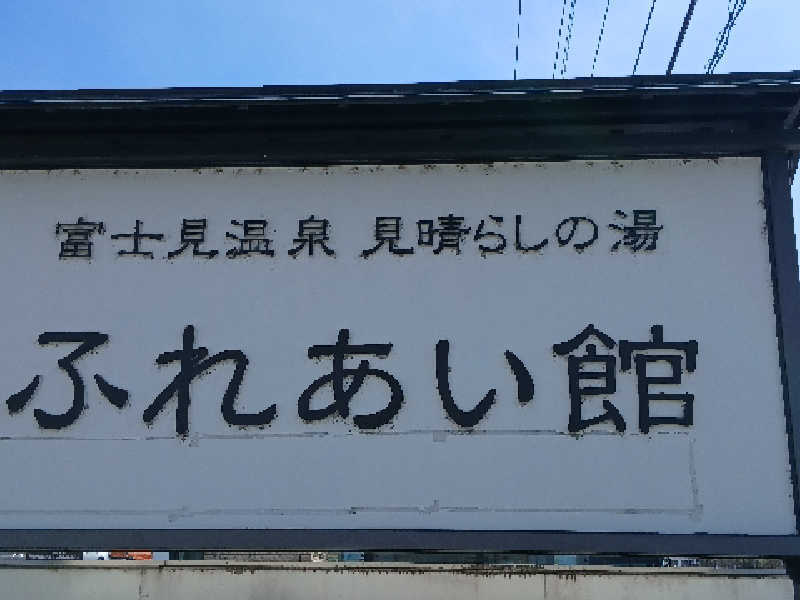 富士見温泉 見晴らしの湯
ふれあい館